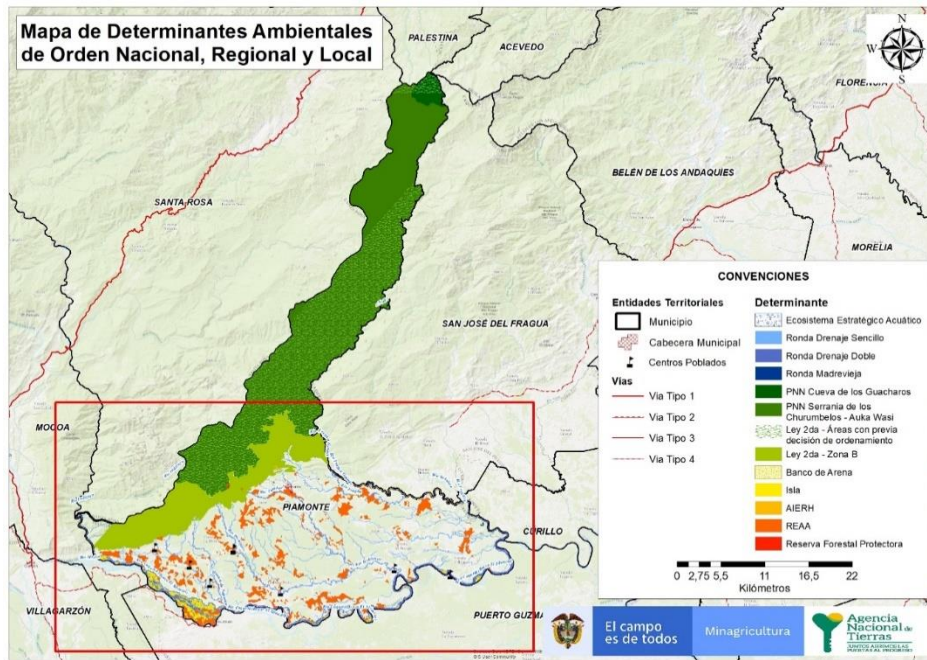 Mapa de Determinantes Ambientales
de Orden Nacional, Regional y Local
PALESTINA
ACEVEDO
N
W
E
S
FLORENCIA
BELÉN DE LOS ANDAQUIES
SANTA ROSA
MORELIA
SAN JOSÉ DEL FRAGUA
MOCOA
PIAMONTE
CURILLO
VILLAGARZÓN
PUERTO GUZMÁ
CONVENCIONES
Entidades Territoriales
Municipio
Cabecera Municipal
Centros Poblados
Vias
Via Tipo 1
Via Tipo 2
Via Tipo 3
Via Tipo 4
Determinante
Ecosistema Estratégico Acuático
Ronda Drenaje Sencillo
Ronda Drenaje Doble
Ronda Madrevieja
PNN Cueva de los Guacharos
PNN Serrania de los
Churumbelos - Auka Wasi
Ley 2da - Áreas con previa
decisión de ordenamiento
Ley 2da - Zona B
Banco de Arena
Isla
AIERH
REAA
Reserva Forestal Protectora
0 2,75 5,5 11 16,5 22
Kilómetros
El campo
es de todos
Minagricultura
Agencia
Nacional de
Tierras